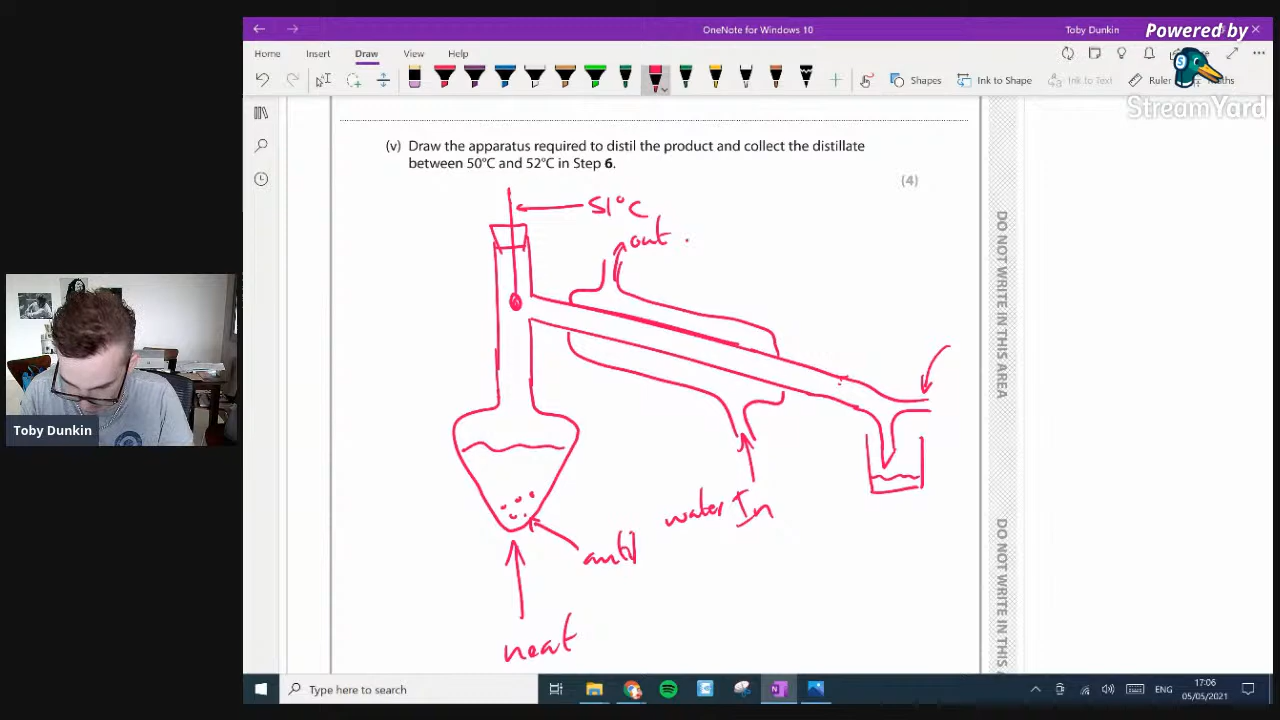 OneNote for Windows 10
Toby Dunkin
Powered by
StreamYard
Home
Insert
Draw
View
Help
Shapes
Ink to Shape
Ink to Text
Ruler
(v) Draw the apparatus required to distil the product and collect the distillate
between 50°C and 52°C in Step 6.
(4)
51°C
out
water In
anti
heat
DO NOT WRITE IN THIS AREA
DO NOT WRITE IN THIS
Toby Dunkin
Type here to search
ENG
17:06
05/05/2021